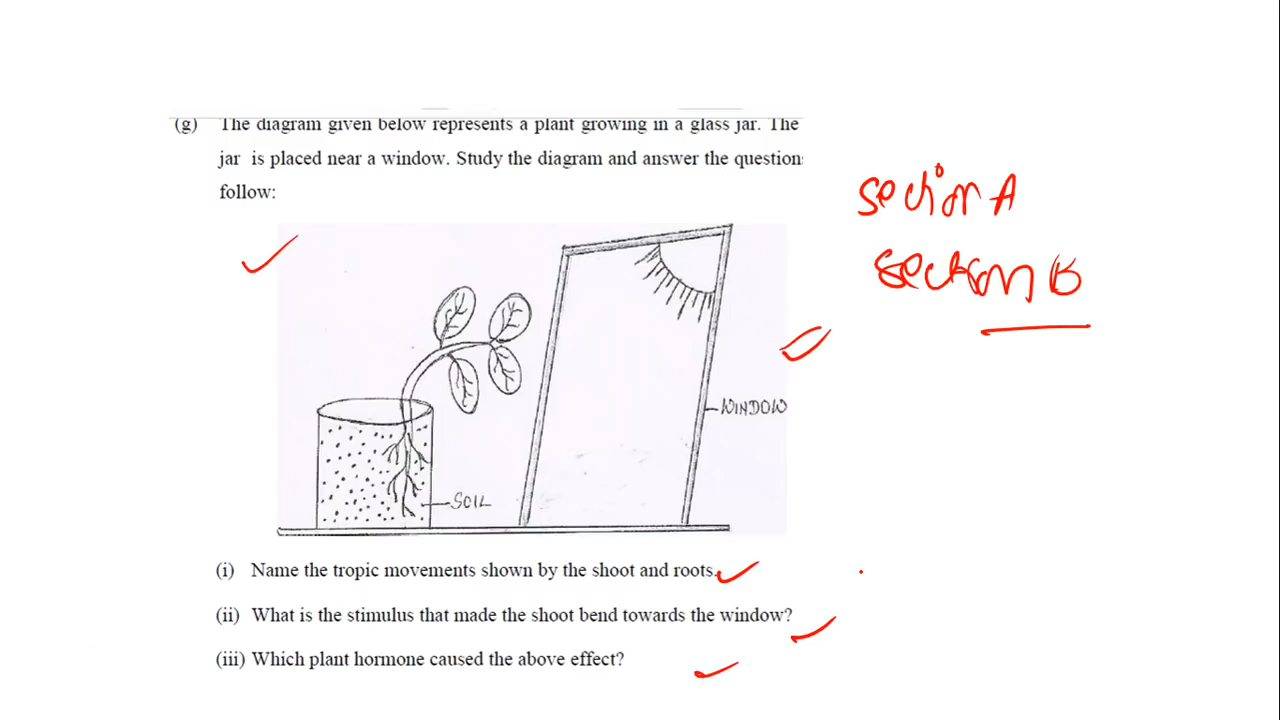 (g) The diagram given below represents a plant growing in a glass jar. The
jar is placed near a window. Study the diagram and answer the question
follow:
section A
section B
WINDOW
SOIL
(i) Name the tropic movements shown by the shoot and roots.
(ii) What is the stimulus that made the shoot bend towards the window?
(iii) Which plant hormone caused the above effect?